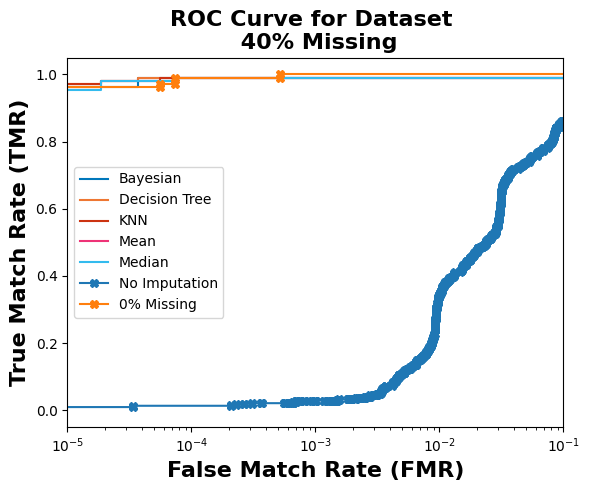 ROC Curve for Dataset
40% Missing
True Match Rate (TMR)
1.0
0.8
0.6
0.4
0.2
0.0
Bayesian
Decision Tree
KNN
Mean
Median
No Imputation
0% Missing
10⁻⁵
10⁻⁴
10⁻³
10⁻²
10⁻¹
False Match Rate (FMR)